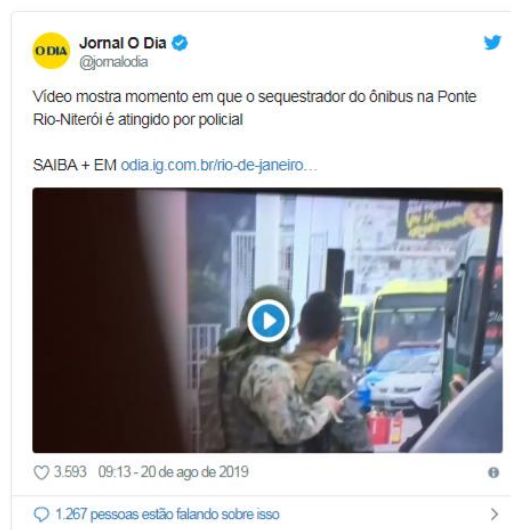 O DIA
Jornal O Dia
@jornalodia
Vídeo mostra momento em que o sequestrador do ônibus na Ponte
Rio-Niterói é atingido por policial
SAIBA + EM odia.ig.com.br/rio-de-janeiro…
3.593 09:13 - 20 de ago de 2019
1.267 pessoas estão falando sobre isso